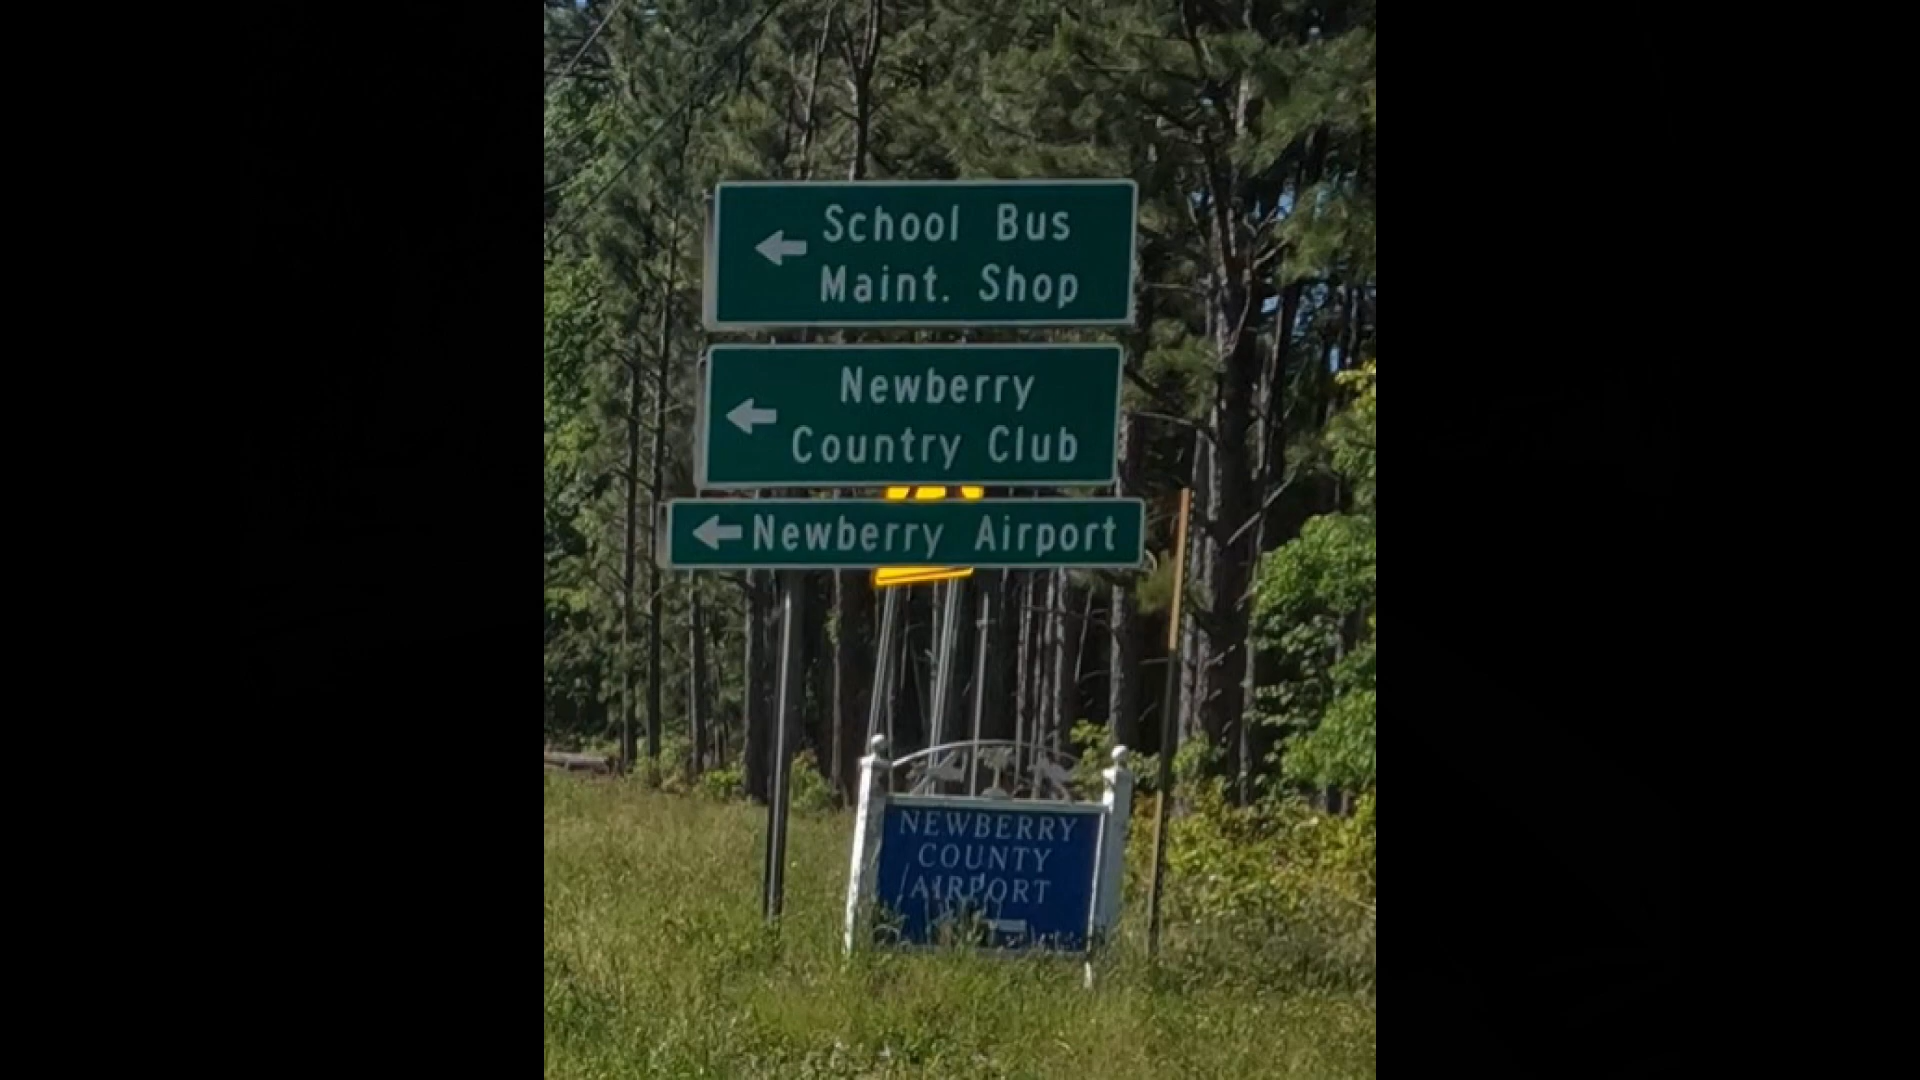 School Bus
Maint. Shop
Newberry
Country Club
Newberry Airport
NEWBERRY
COUNTY
AIRPORT